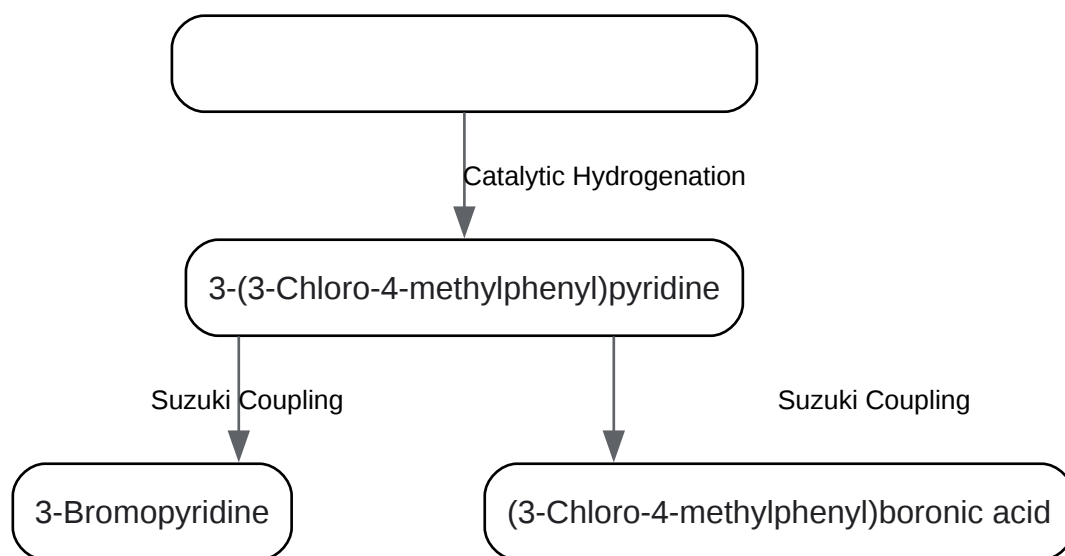 Catalytic Hydrogenation
3-(3-Chloro-4-methylphenyl)pyridine
Suzuki Coupling
Suzuki Coupling
3-Bromopyridine
(3-Chloro-4-methylphenyl)boronic acid